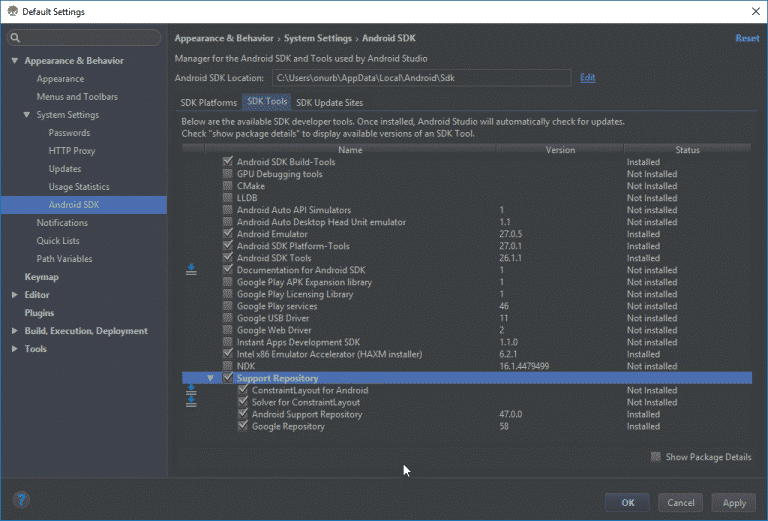 Default Settings
Appearance & Behavior › System Settings › Android SDK
Reset
Manager for the Android SDK and Tools used by Android Studio
Android SDK Location: C:\Users\onurb\AppData\Local\Android\Sdk Edit
Appearance & Behavior
Appearance
Menus and Toolbars
System Settings
Passwords
HTTP Proxy
Updates
Usage Statistics
Android SDK
Notifications
Quick Lists
Path Variables
Keymap
Editor
Plugins
Build, Execution, Deployment
Tools
SDK Platforms SDK Tools SDK Update Sites
Below are the available SDK developer tools. Once installed, Android Studio will automatically check for updates.
Check "show package details" to display available versions of an SDK Tool.
Name Version Status
Android SDK Build-Tools Installed
GPU Debugging tools Not Installed
CMake Not Installed
LLDB Not Installed
Android Auto API Simulators 1 Not installed
Android Auto Desktop Head Unit emulator 1.1 Not installed
Android Emulator 27.0.5 Installed
Android SDK Platform-Tools 27.0.1 Installed
Android SDK Tools 26.1.1 Installed
Documentation for Android SDK 1 Not installed
Google Play APK Expansion library 1 Not installed
Google Play Licensing Library 1 Not installed
Google Play services 46 Not installed
Google USB Driver 11 Not installed
Google Web Driver 2 Not installed
Instant Apps Development SDK 1.1.0 Not installed
Intel x86 Emulator Accelerator (HAXM installer) 6.2.1 Installed
NDK 16.1.4479499 Not installed
Support Repository
ConstraintLayout for Android Not Installed
Solver for ConstraintLayout Not Installed
Android Support Repository 47.0.0 Installed
Google Repository 58 Installed
Show Package Details
?
OK Cancel Apply